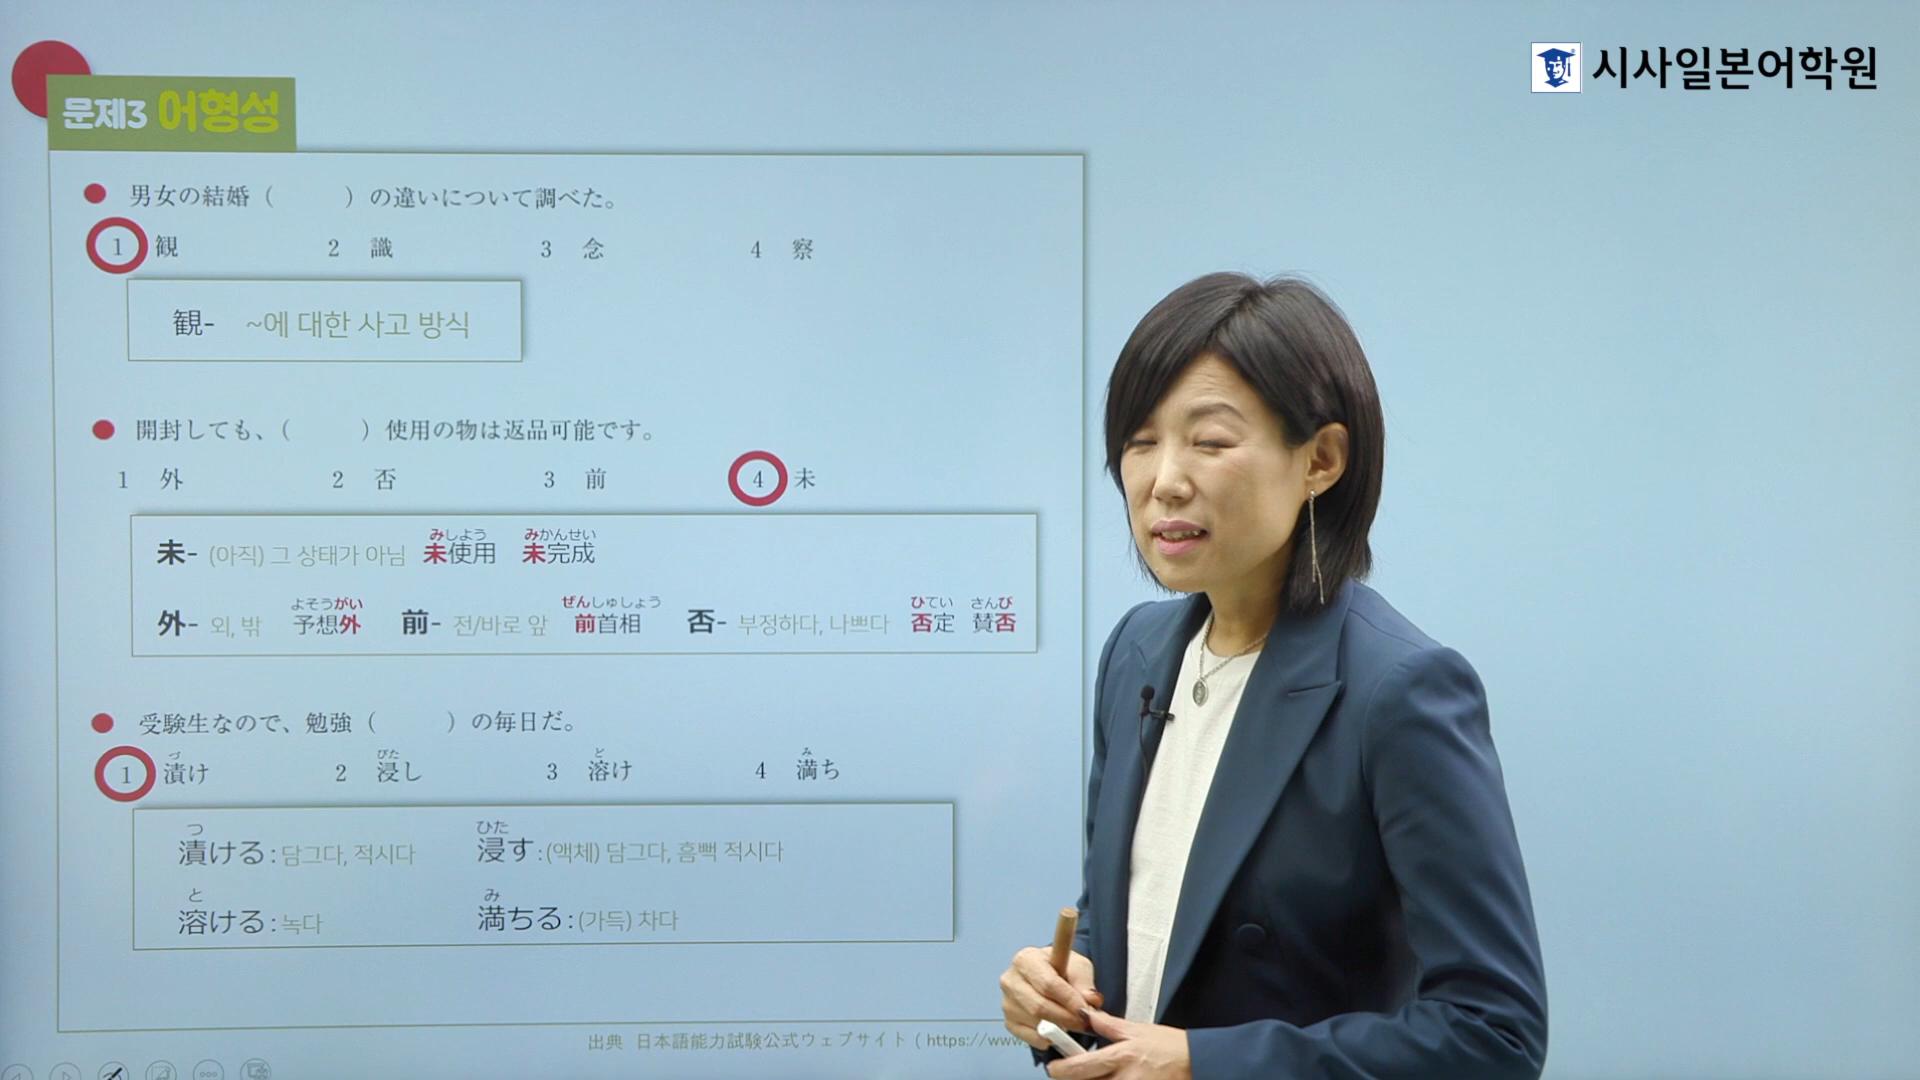 시사일본어학원
문제3 어형성
男女の結婚（　　　）の違いについて調べた。
1 観 2 識 3 念 4 察
観- ~에 대한 사고 방식
開封しても、（　　　）使用の物は返品可能です。
1 外 2 否 3 前 4 未
みしよう みかんせい
未- (아직) 그 상태가 아님 未使用 未完成
よそうがい ぜんしゅしょう ひてい さんび
外- 외, 밖 予想外 前- 전/바로 앞 前首相 否- 부정하다, 나쁘다 否定 賛否
受験生なので、勉強（　　　）の毎日だ。
づ びた と み
1 漬け 2 浸し 3 溶け 4 満ち
つ ひた
漬ける : 담그다, 적시다 浸す : (액체) 담그다, 흠뻑 적시다
と み
溶ける : 녹다 満ちる : (가득) 차다
出典 日本語能力試験公式ウェブサイト ( https://www